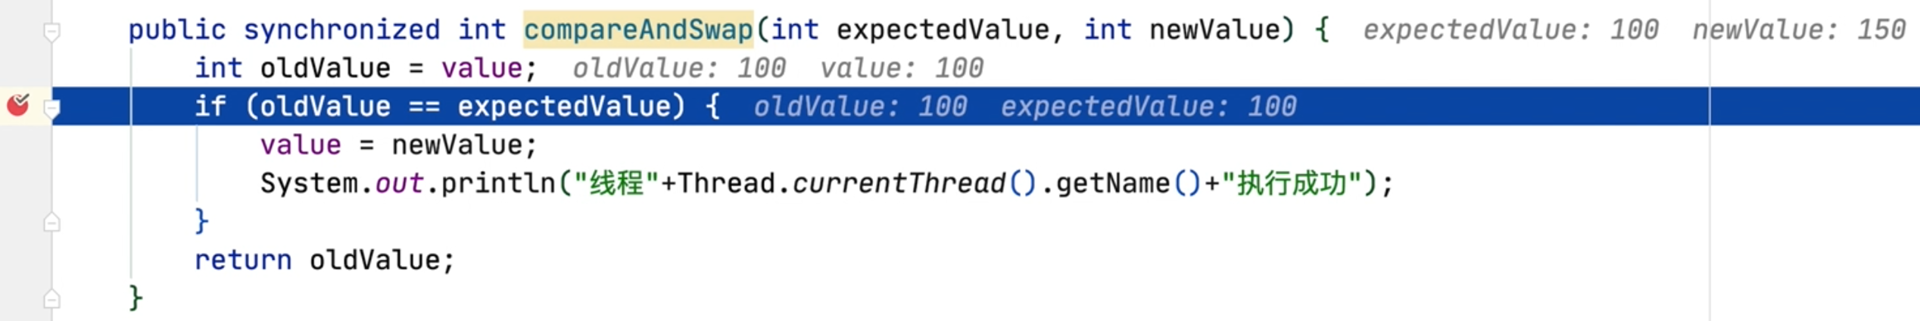 public synchronized int compareAndSwap(int expectedValue, int newValue) {  expectedValue: 100  newValue: 150
int oldValue = value;  oldValue: 100  value: 100
if (oldValue == expectedValue) {  oldValue: 100  expectedValue: 100
value = newValue;
System.out.println("线程"+Thread.currentThread().getName()+"执行成功");
}
return oldValue;
}